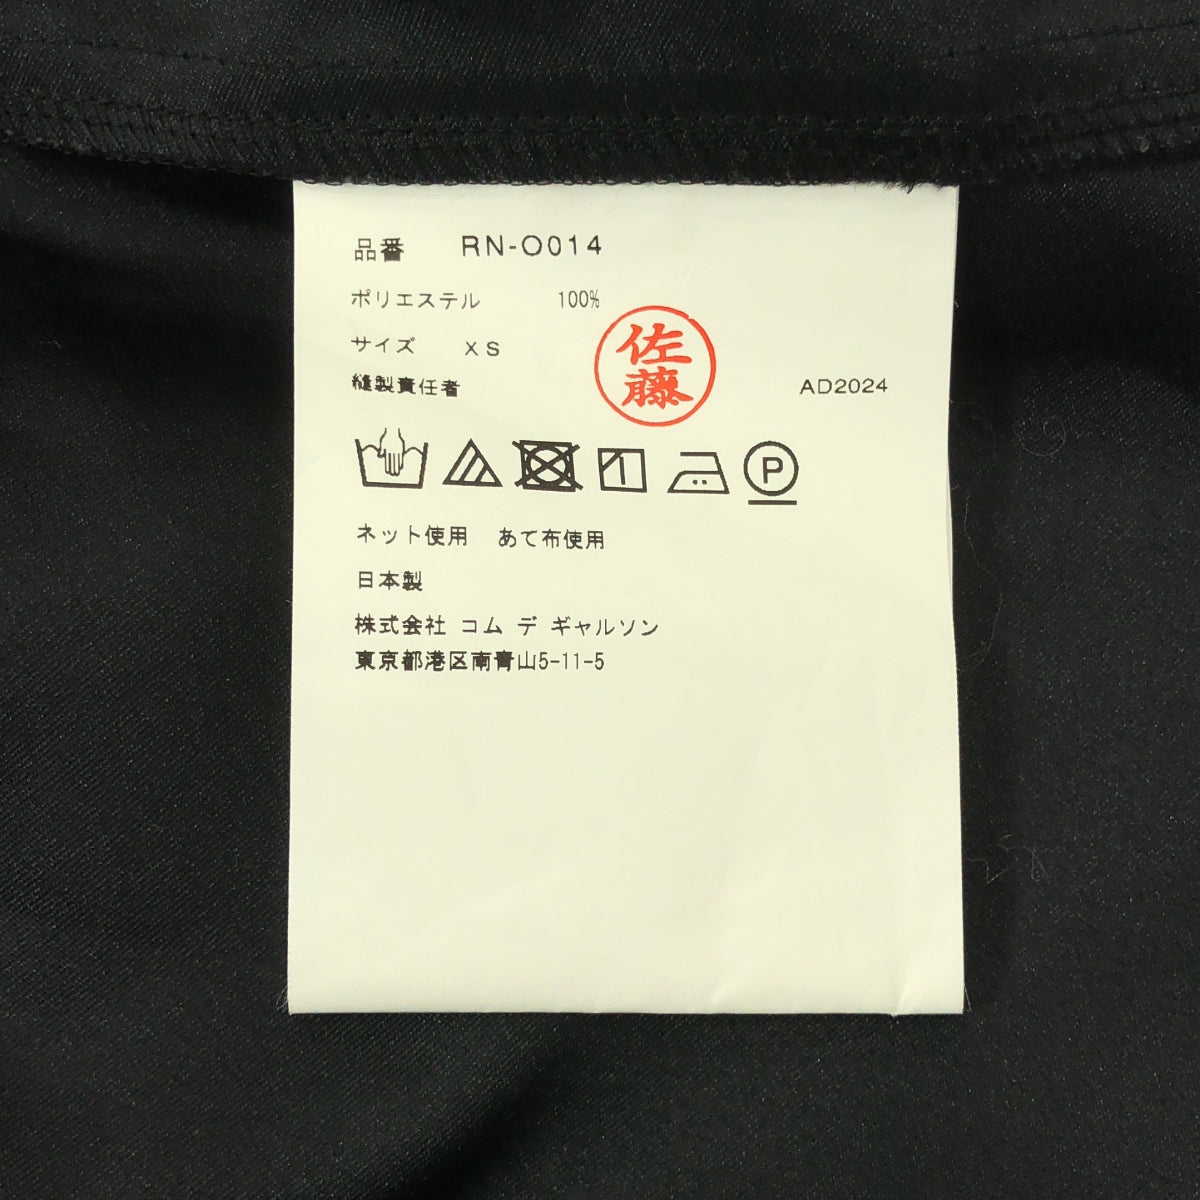 品番 RN-O014
ポリエステル 100%
サイズ XS
縫製責任者 佐藤 AD2024
P
ネット使用 あて布使用
日本製
株式会社 コム デ ギャルソン
東京都港区南青山5-11-5